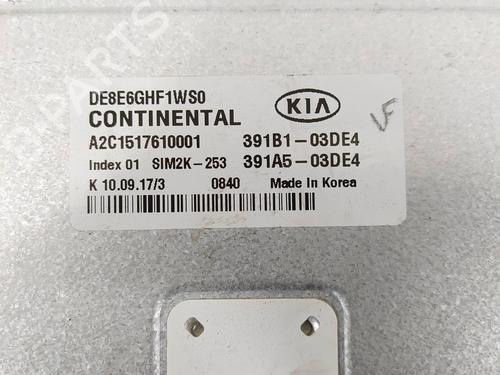 DE8E6GHF1WS0
CONTINENTAL
KIA
A2C1517610001 391B1-03DE4
Index 01 SIM2K-253 391A5-03DE4
K 10.09.17/3 0840 Made In Korea
PARTS